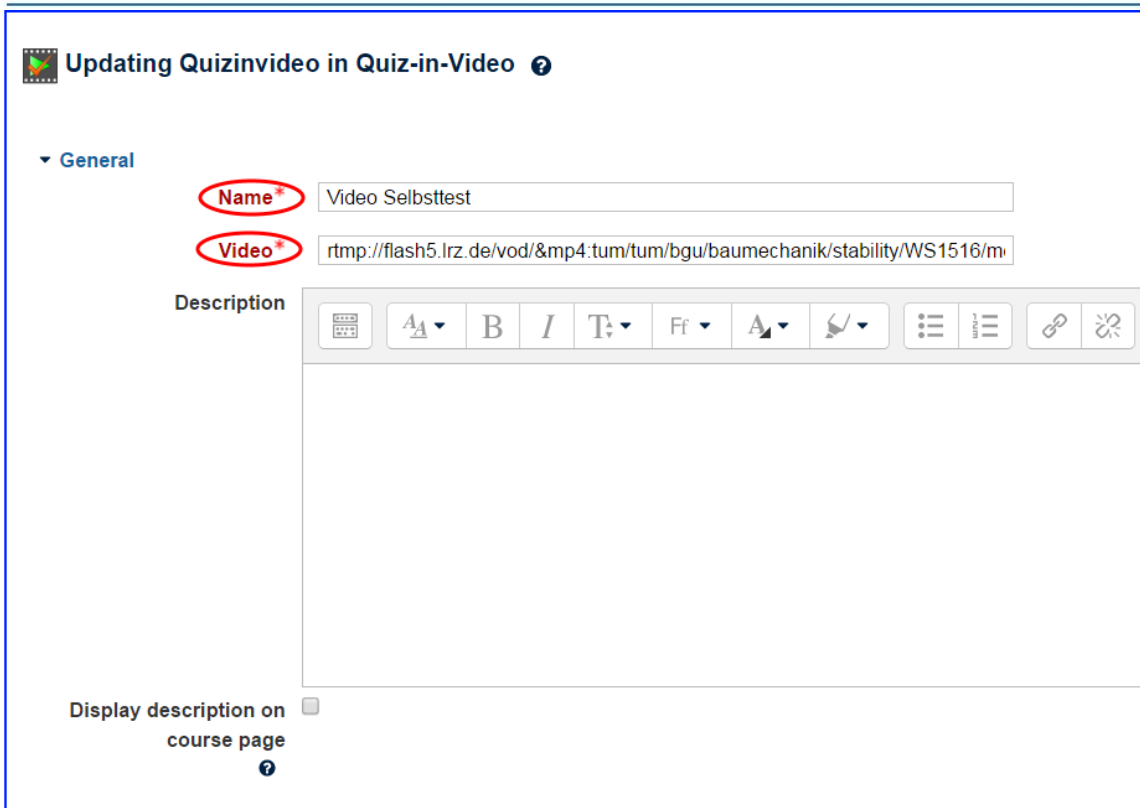 Updating Quizinvideo in Quiz-in-Video
General
Name*
Video Selbsttest
Video*
rtmp://flash5.lrz.de/vod/&mp4:tum/tum/bgu/baumechanik/stability/WS1516/m
Description
Ff
Display description on
course page